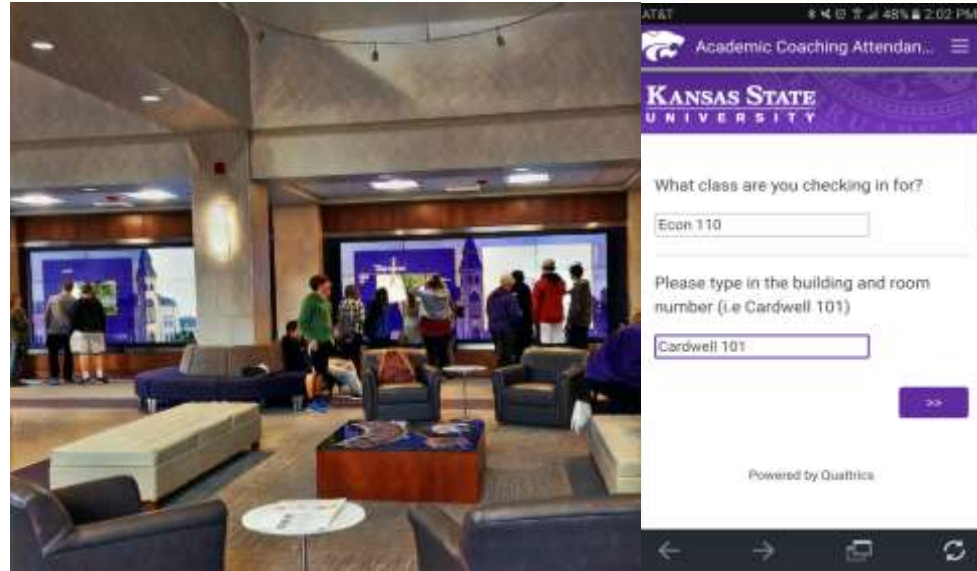 AT&T 48% 2:02 PM
Academic Coaching Attendan...
KANSAS STATE
UNIVERSITY
What class are you checking in for?
Econ 110
Please type in the building and room
number (i.e Cardwell 101)
Cardwell 101
>>
Powered by Qualtrics